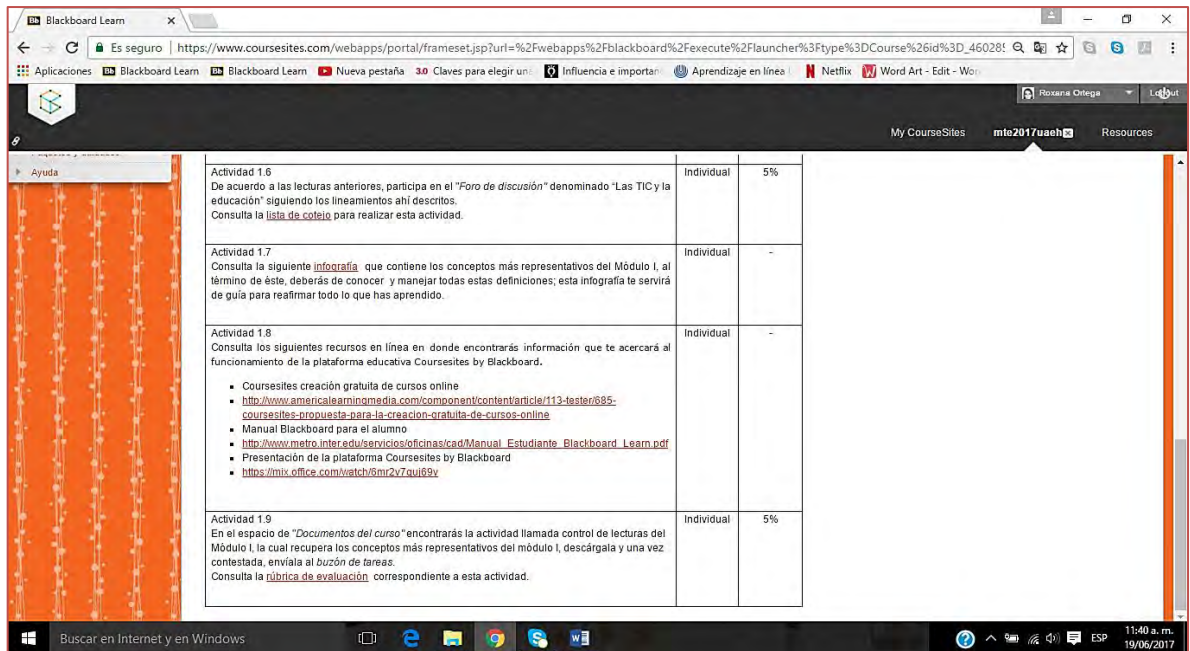 Blackboard Learn
Es seguro | https://www.coursesites.com/webapps/portal/frameset.jsp?url=%2Fwebapps%2Fblackboard%2Fexecute%2Flauncher%3Ftype%3DCourse%26id%3D_46028
Aplicaciones Blackboard Learn Blackboard Learn Nueva pestaña 3.0 Claves para elegir un Influencia e importan Aprendizaje en línea Netflix Word Art - Edit - Wor
Roxana Ortega
My CourseSites mte2017uaeh Resources
Ayuda
Actividad 1.6 Individual 5%
De acuerdo a las lecturas anteriores, participa en el "Foro de discusión" denominado "Las TIC y la
educación" siguiendo los lineamientos ahí descritos.
Consulta la lista de cotejo para realizar esta actividad.
Actividad 1.7 Individual -
Consulta la siguiente infografía que contiene los conceptos más representativos del Módulo I, al
término de éste, deberás de conocer y manejar todas estas definiciones; esta infografía te servirá
de guía para reafirmar todo lo que has aprendido.
Actividad 1.8 Individual -
Consulta los siguientes recursos en línea en donde encontrarás información que te acercará al
funcionamiento de la plataforma educativa Coursesites by Blackboard.
Coursesites creación gratuita de cursos online
http://www.americalearningmedia.com/component/content/article/113-tester/685-
coursesites-propuesta-para-la-creacion-gratuita-de-cursos-online
Manual Blackboard para el alumno
http://www.metro.inter.edu/servicios/oficinas/cad/Manual_Estudiante_Blackboard_Learn.pdf
Presentación de la plataforma Coursesites by Blackboard
https://mix.office.com/watch/6mr2v7quj69v
Actividad 1.9 Individual 5%
En el espacio de "Documentos del curso" encontrarás la actividad llamada control de lecturas del
Módulo I, la cual recupera los conceptos más representativos del módulo I, descárgala y una vez
contestada, envíala al buzón de tareas.
Consulta la rúbrica de evaluación correspondiente a esta actividad.
Buscar en Internet y en Windows
ESP
11:40 a. m.
19/06/2017